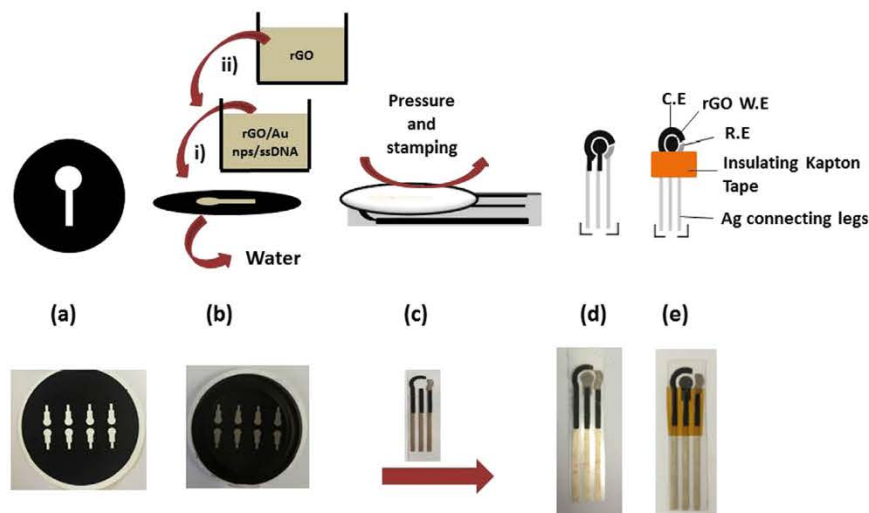 ii)
rGO
i)
rGO/Au
nps/ssDNA
Water
Pressure
and
stamping
C.E
rGO W.E
R.E
Insulating Kapton
Tape
Ag connecting legs
(a)
(b)
(c)
(d)
(e)